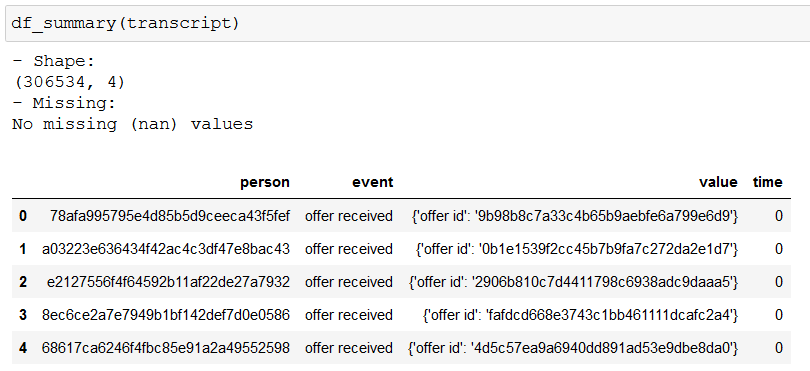 df_summary(transcript)
- Shape:
(306534, 4)
- Missing:
No missing (nan) values
person event value time
0 78afa995795e4d85b5d9ceeca43f5fef offer received {'offer id': '9b98b8c7a33c4b65b9aebfe6a799e6d9'} 0
1 a03223e636434f42ac4c3df47e8bac43 offer received {'offer id': '0b1e1539f2cc45b7b9fa7c272da2e1d7'} 0
2 e2127556f4f64592b11af22de27a7932 offer received {'offer id': '2906b810c7d4411798c6938adc9daaa5'} 0
3 8ec6ce2a7e7949b1bf142def7d0e0586 offer received {'offer id': 'fafdcd668e3743c1bb461111dcafc2a4'} 0
4 68617ca6246f4fbc85e91a2a49552598 offer received {'offer id': '4d5c57ea9a6940dd891ad53e9dbe8da0'} 0